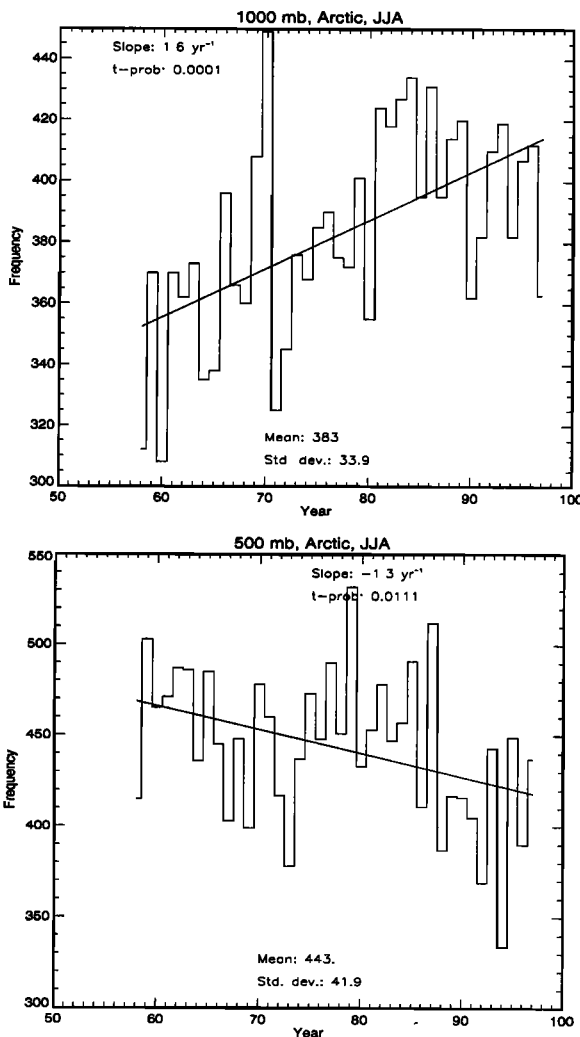 1000 mb, Arctic, JJA
Slope: 1 6 yr⁻¹
t-prob· 0.0001
440
420
400
380
360
340
320
300
Frequency
Mean: 383
Std dev.: 33.9
50 60 70 80 90 100
Year
500 mb, Arctic, JJA
Slope: -1 3 yr⁻¹
t-prob· 0.0111
550
500
450
400
350
300
Frequency
Mean: 443.
Std. dev.: 41.9
50 60 70 80 90 100
Year